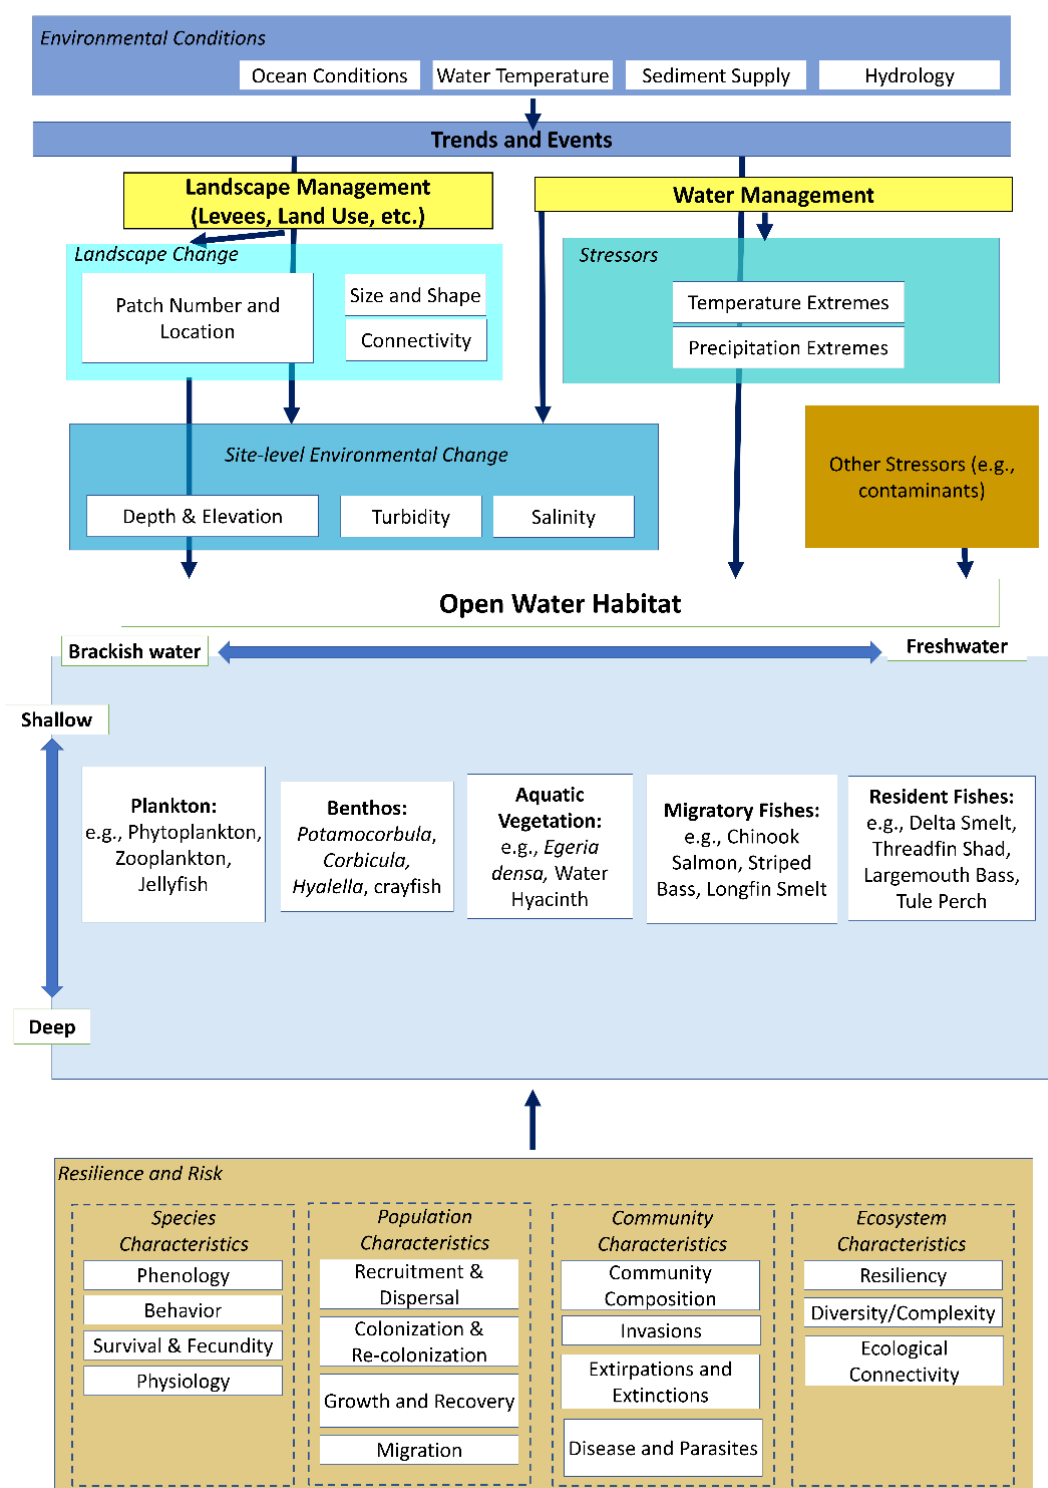 Environmental Conditions
Ocean Conditions
Water Temperature
Sediment Supply
Hydrology
Trends and Events
Landscape Management
(Levees, Land Use, etc.)
Water Management
Landscape Change
Patch Number and
Location
Size and Shape
Connectivity
Stressors
Temperature Extremes
Precipitation Extremes
Site-level Environmental Change
Depth & Elevation
Turbidity
Salinity
Other Stressors (e.g.,
contaminants)
Open Water Habitat
Brackish water
Freshwater
Shallow
Deep
Plankton:
e.g., Phytoplankton,
Zooplankton,
Jellyfish
Benthos:
Potamocorbula,
Corbicula,
Hyalella, crayfish
Aquatic
Vegetation:
e.g., Egeria
densa, Water
Hyacinth
Migratory Fishes:
e.g., Chinook
Salmon, Striped
Bass, Longfin Smelt
Resident Fishes:
e.g., Delta Smelt,
Threadfin Shad,
Largemouth Bass,
Tule Perch
Resilience and Risk
Species
Characteristics
Phenology
Behavior
Survival & Fecundity
Physiology
Population
Characteristics
Recruitment &
Dispersal
Colonization &
Re-colonization
Growth and Recovery
Migration
Community
Characteristics
Community
Composition
Invasions
Extirpations and
Extinctions
Disease and Parasites
Ecosystem
Characteristics
Resiliency
Diversity/Complexity
Ecological
Connectivity